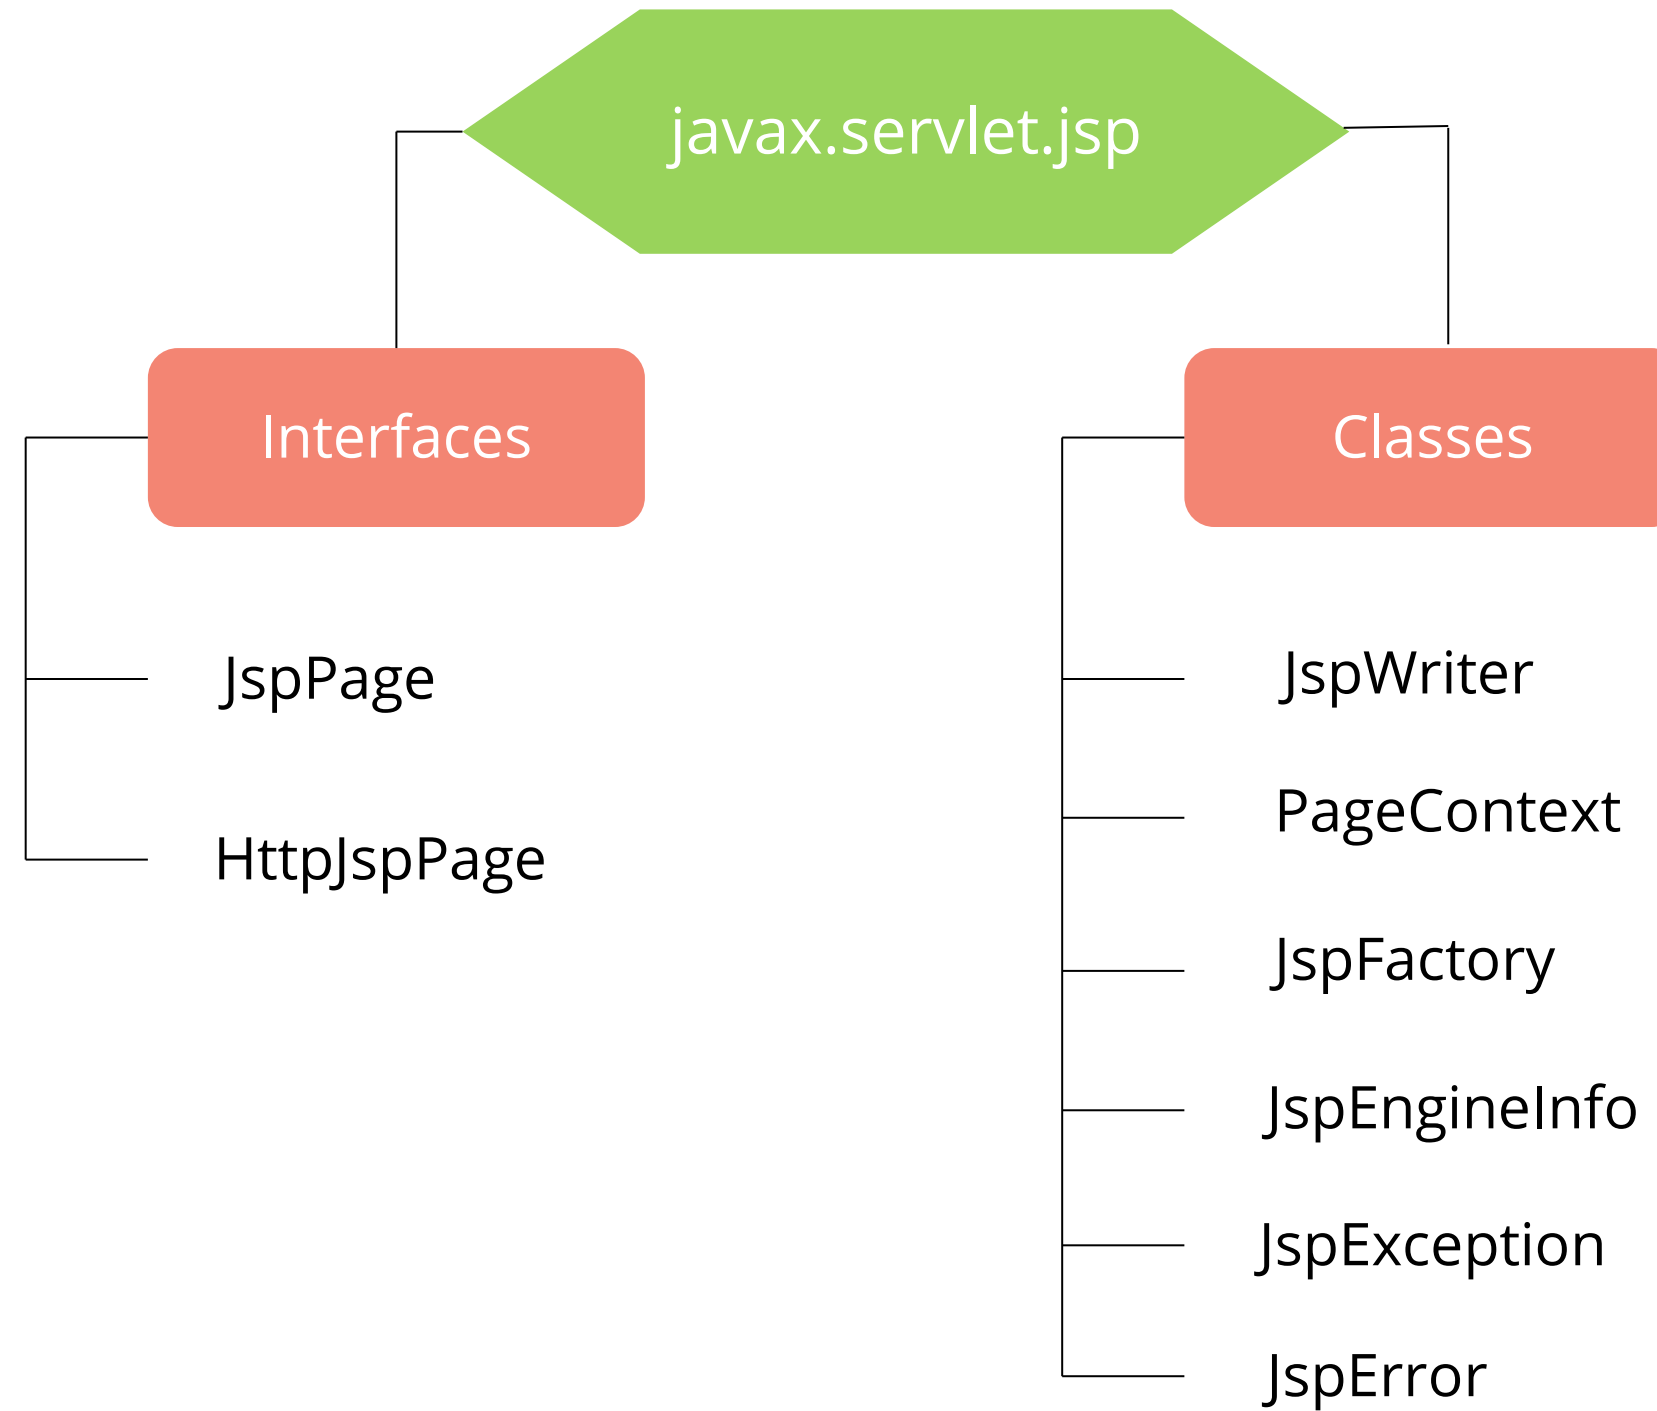 javax.servlet.jsp
Interfaces
Classes
JspPage
HttpJspPage
JspWriter
PageContext
JspFactory
JspEngineInfo
JspException
JspError